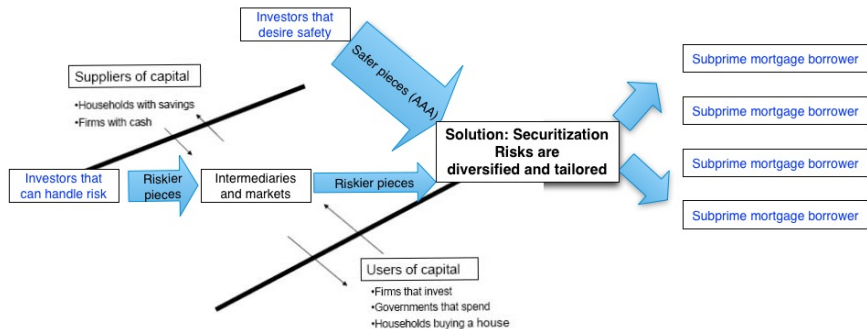 Investors that
desire safety
Safer pieces (AAA)
Suppliers of capital
•Households with savings
•Firms with cash
Investors that
can handle risk
Riskier
pieces
Intermediaries
and markets
Riskier pieces
Solution: Securitization
Risks are
diversified and tailored
Subprime mortgage borrower
Subprime mortgage borrower
Subprime mortgage borrower
Subprime mortgage borrower
Users of capital
•Firms that invest
•Governments that spend
•Households buying a house